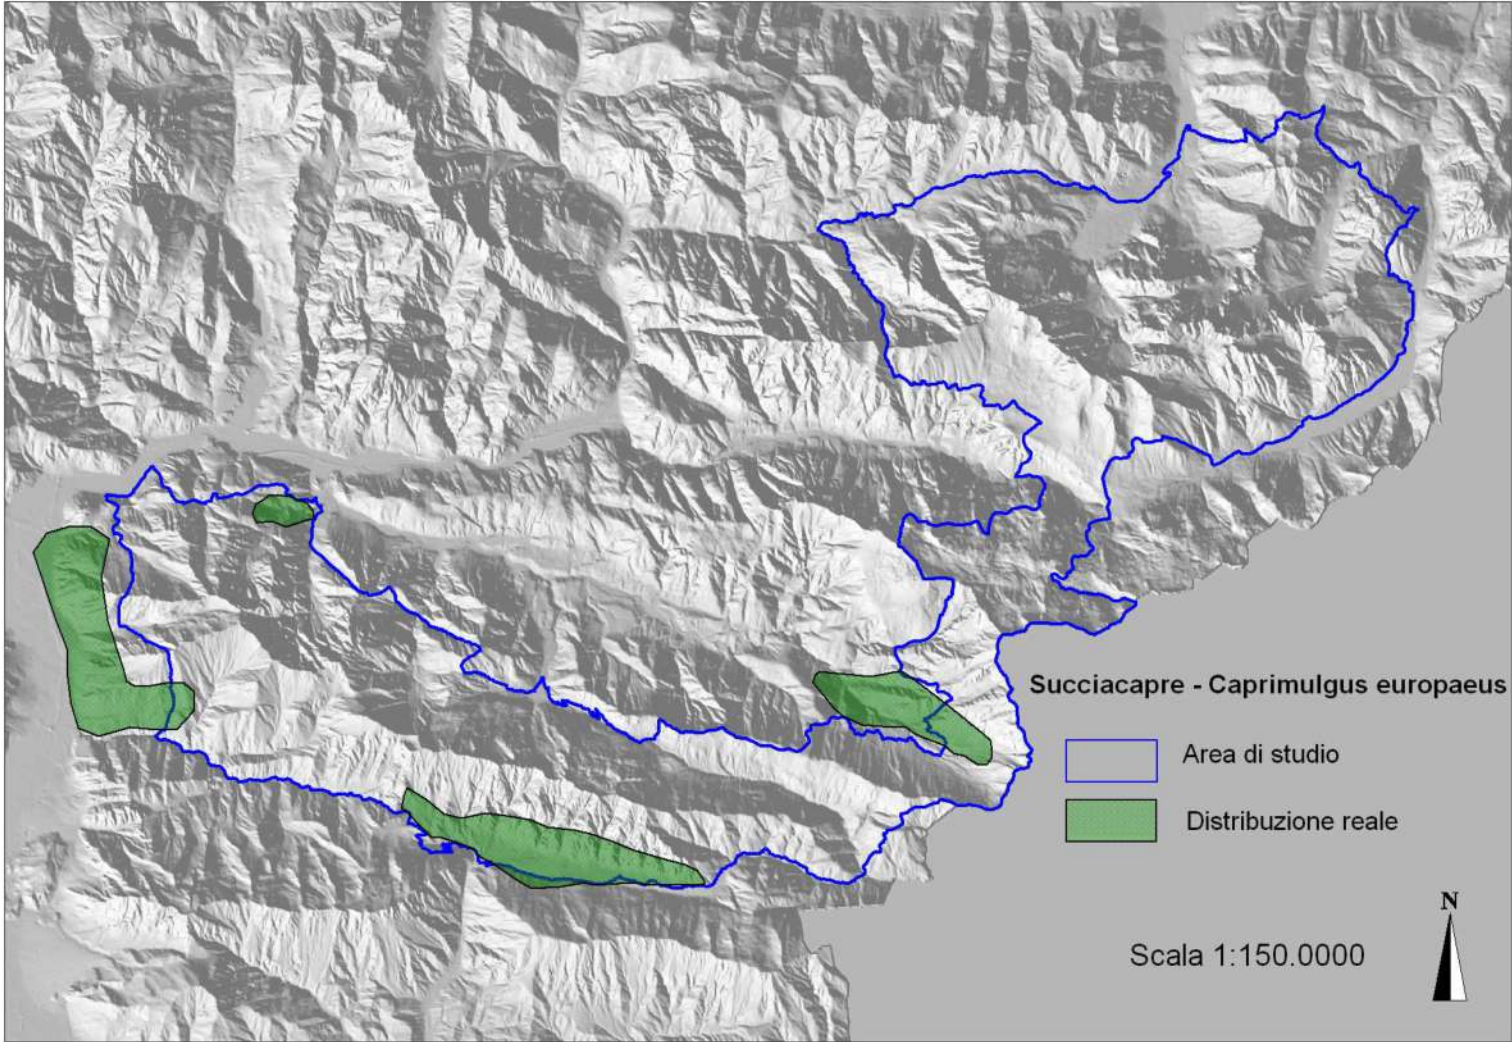 Succiacapre - Caprimulgus europaeus
Area di studio
Distribuzione reale
N
Scala 1:150.0000